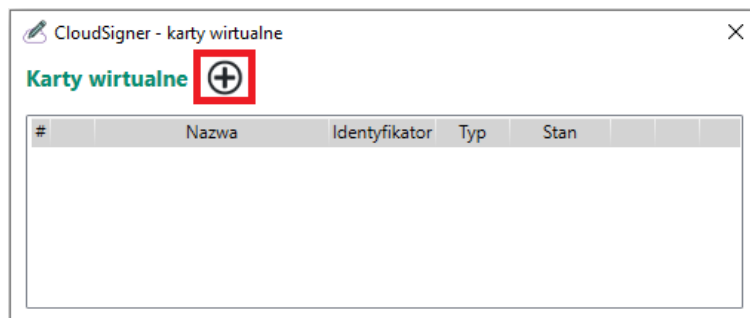 CloudSigner - karty wirtualne
Karty wirtualne
# Nazwa Identyfikator Typ Stan